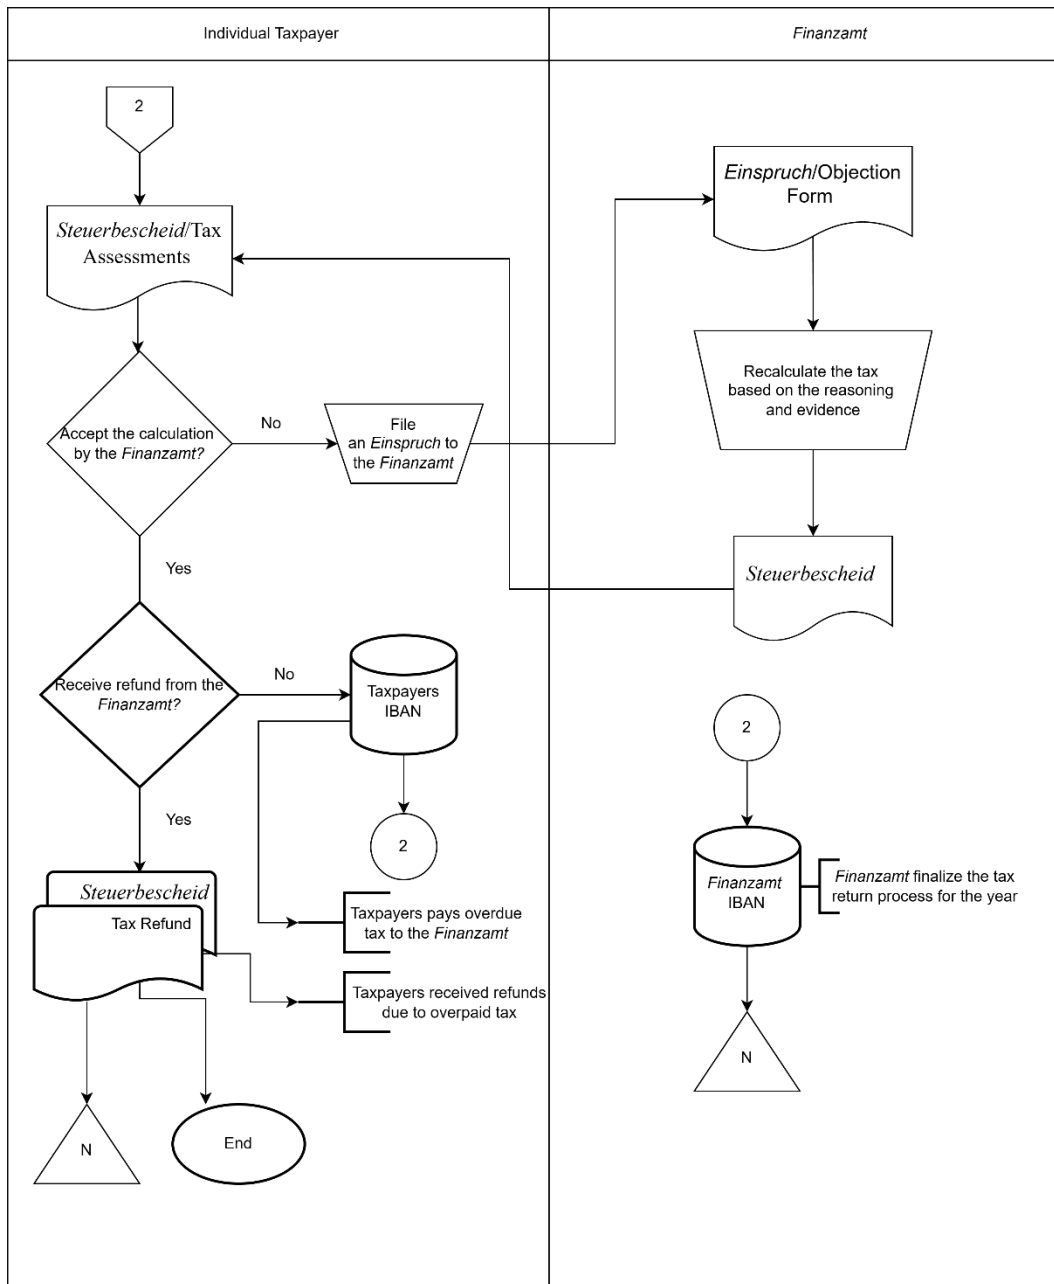 Individual Taxpayer
Finanzamt
2
Steuerbescheid/Tax
Assessments
Accept the calculation
by the Finanzamt?
No
File
an Einspruch to
the Finanzamt
Yes
Receive refund from the
Finanzamt?
No
Taxpayers
IBAN
2
Yes
Steuerbescheid
Tax Refund
Taxpayers pays overdue
tax to the Finanzamt
Taxpayers received refunds
due to overpaid tax
N
End
Einspruch/Objection
Form
Recalculate the tax
based on the reasoning
and evidence
Steuerbescheid
2
Finanzamt
IBAN
Finanzamt finalize the tax
return process for the year
N